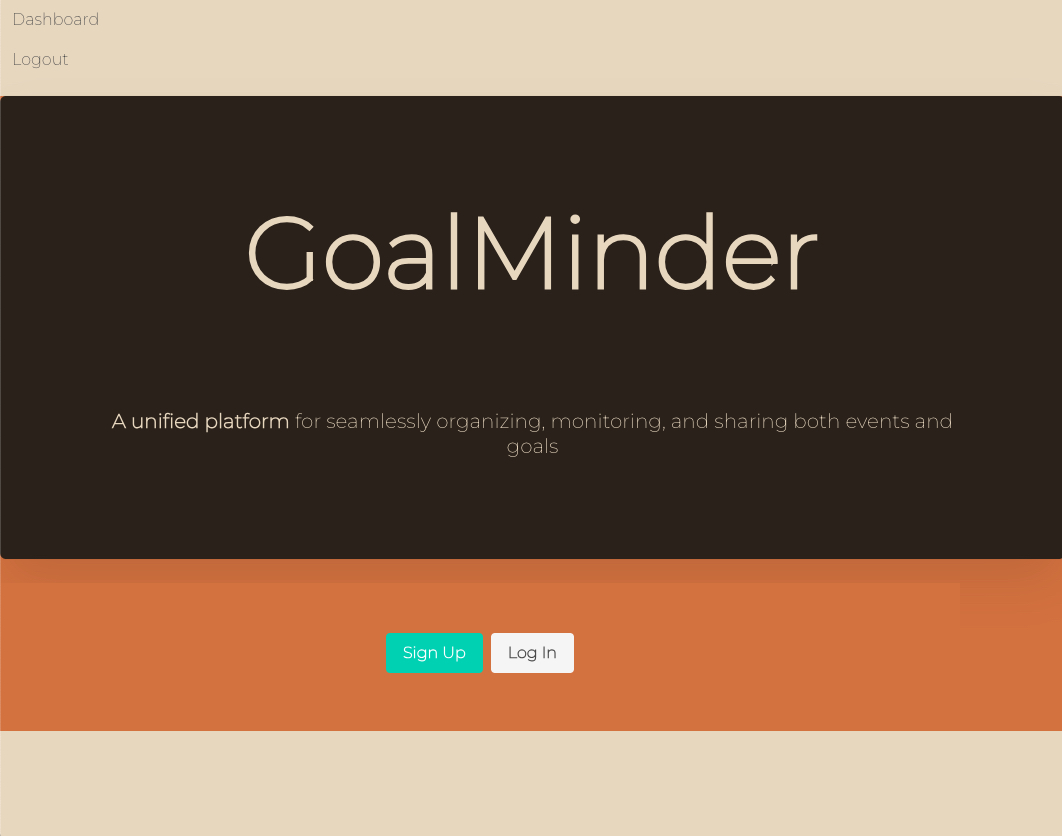 Dashboard
Logout
GoalMinder
A unified platform for seamlessly organizing, monitoring, and sharing both events and
goals
Sign Up
Log In